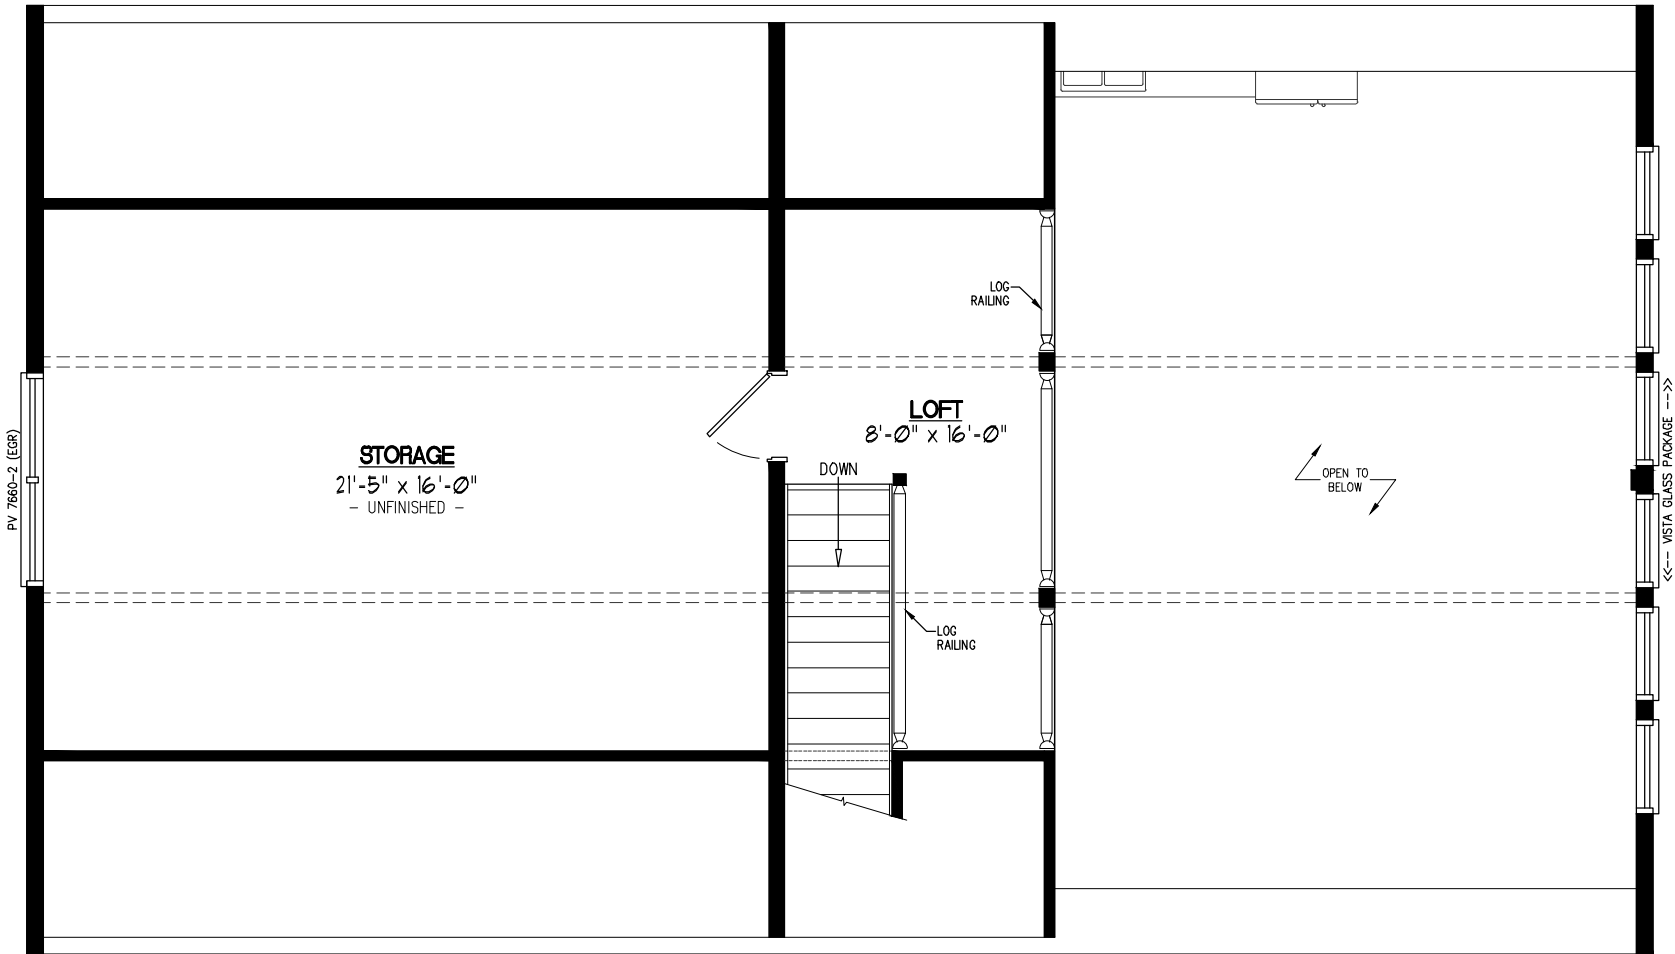 LOG
RAILING
LOFT
8'-0" x 16'-0"
STORAGE
21'-5" x 16'-0"
- UNFINISHED -
DOWN
OPEN TO
BELOW
LOG
RAILING
PV 7660-2 (EGR)
<<-- VISTA GLASS PACKAGE -->>